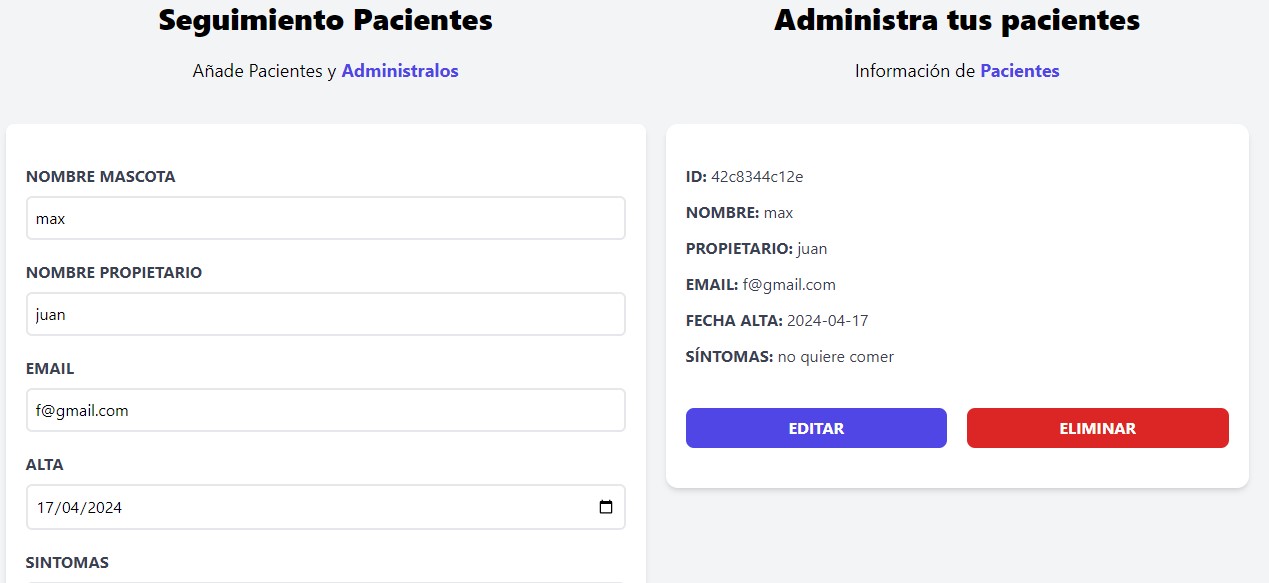 Seguimiento Pacientes
Añade Pacientes y Administralos
NOMBRE MASCOTA
max
NOMBRE PROPIETARIO
juan
EMAIL
f@gmail.com
ALTA
17/04/2024
SINTOMAS
Administra tus pacientes
Información de Pacientes
ID: 42c8344c12e
NOMBRE: max
PROPIETARIO: juan
EMAIL: f@gmail.com
FECHA ALTA: 2024-04-17
SÍNTOMAS: no quiere comer
EDITAR
ELIMINAR